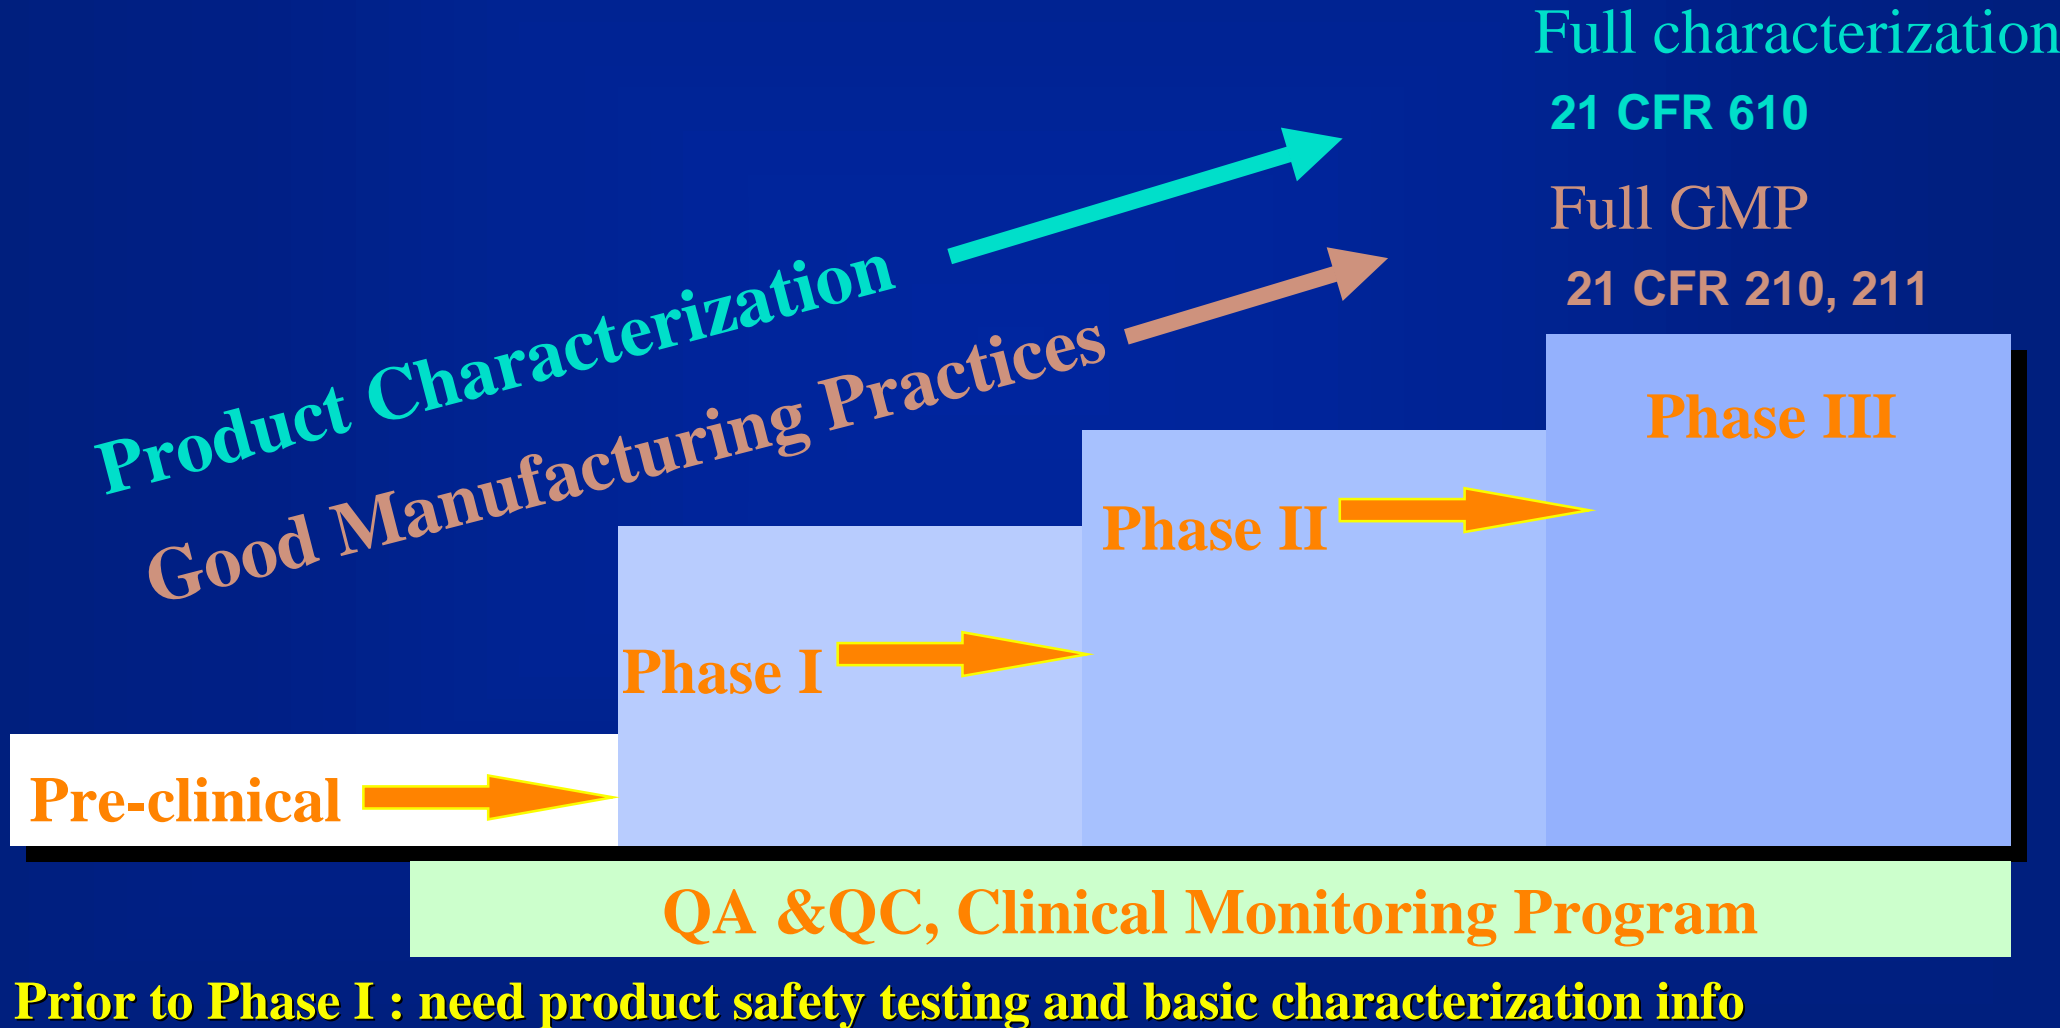 Full characterization
21 CFR 610
Full GMP
21 CFR 210, 211
Product Characterization
Good Manufacturing Practices
Phase III
Phase II
Phase I
Pre-clinical
QA &QC, Clinical Monitoring Program
Prior to Phase I : need product safety testing and basic characterization info